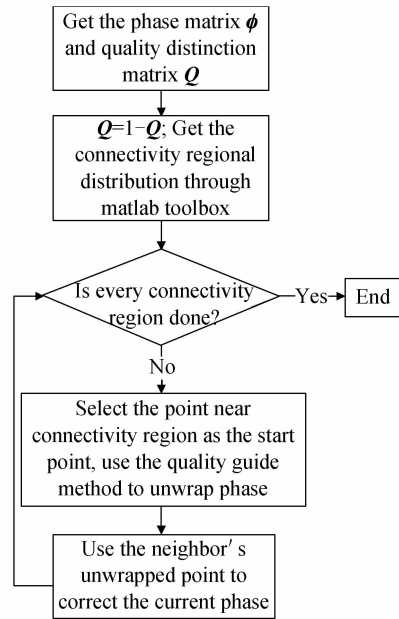 Get the phase matrix ϕ
and quality distinction
matrix Q
Q=1−Q; Get the
connectivity regional
distribution through
matlab toolbox
Is every connectivity
region done?
Yes
End
No
Select the point near
connectivity region as the start
point, use the quality guide
method to unwrap phase
Use the neighbor′ s
unwrapped point to
correct the current phase